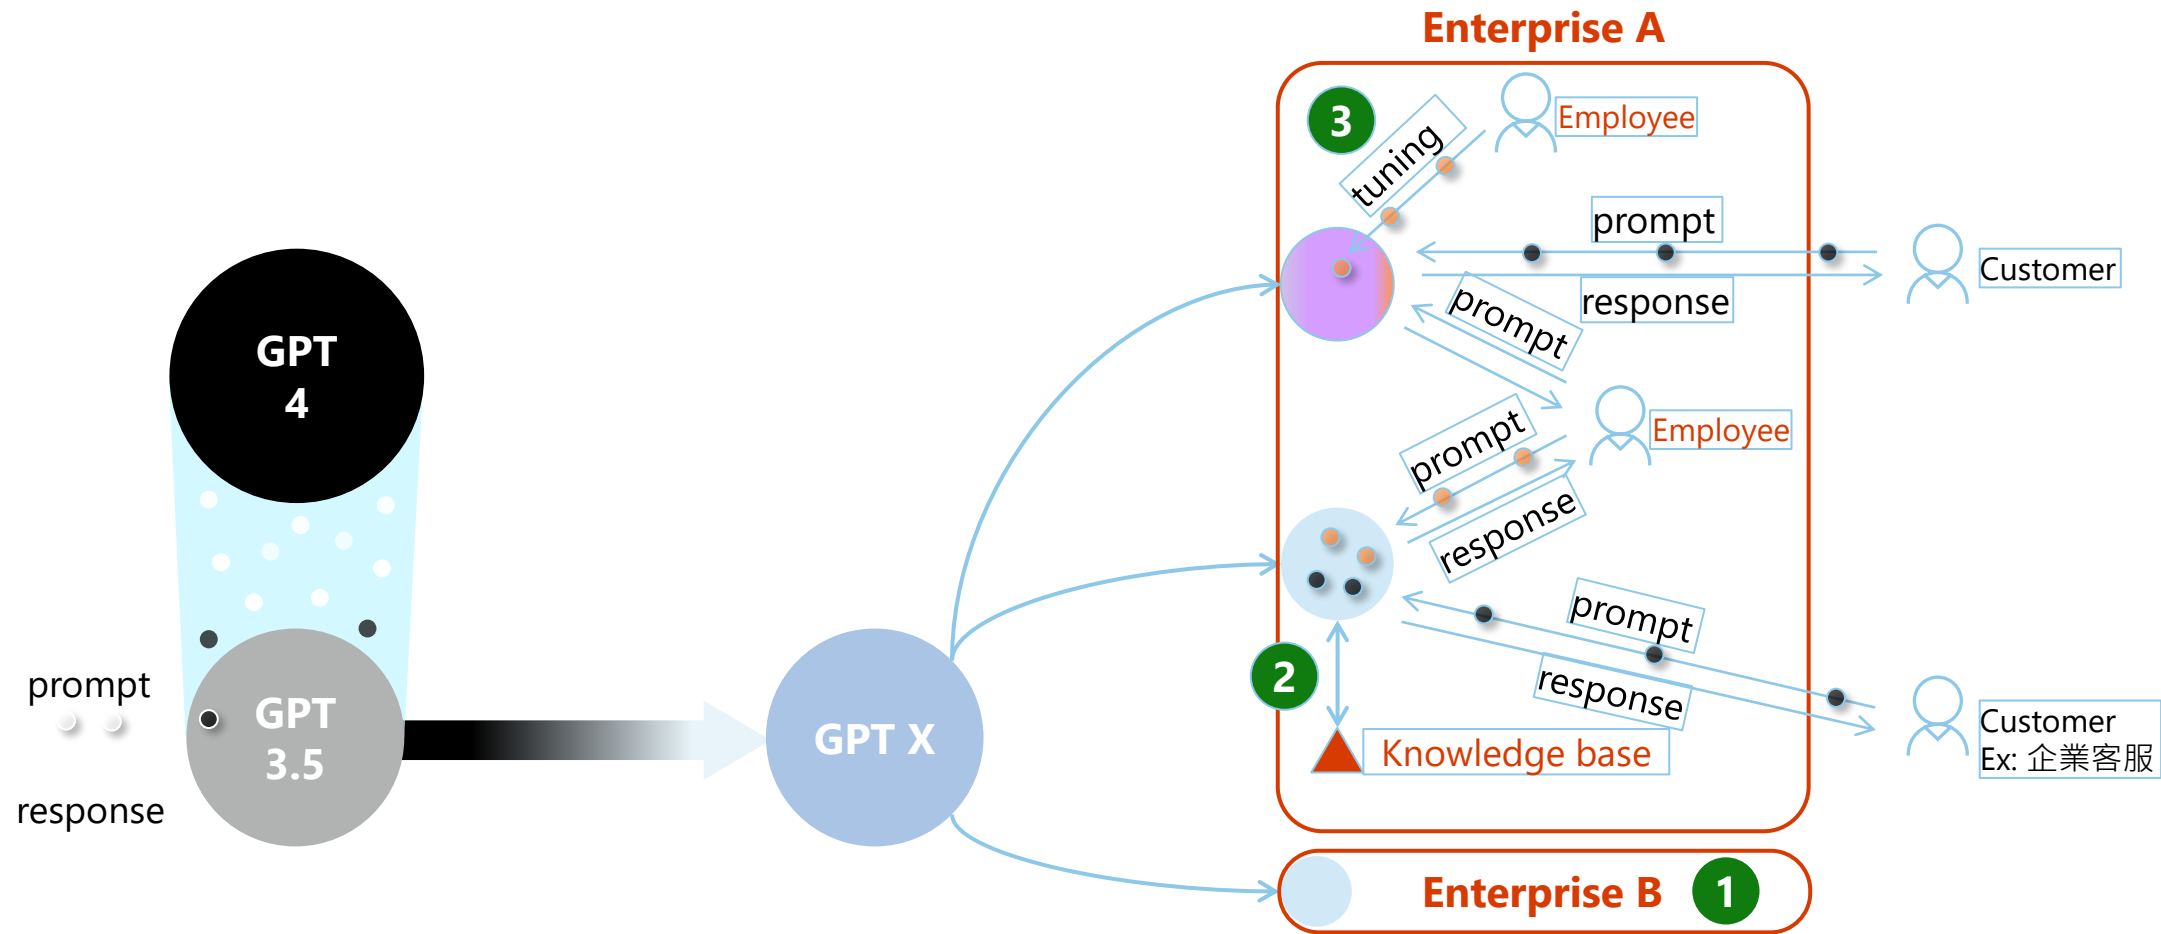 Enterprise A
3
Employee
tuning
prompt
response
Customer
prompt
GPT
4
Employee
prompt
response
prompt
response
2
Knowledge base
Customer
Ex: 企業客服
GPT
3.5
prompt
response
GPT X
Enterprise B
1